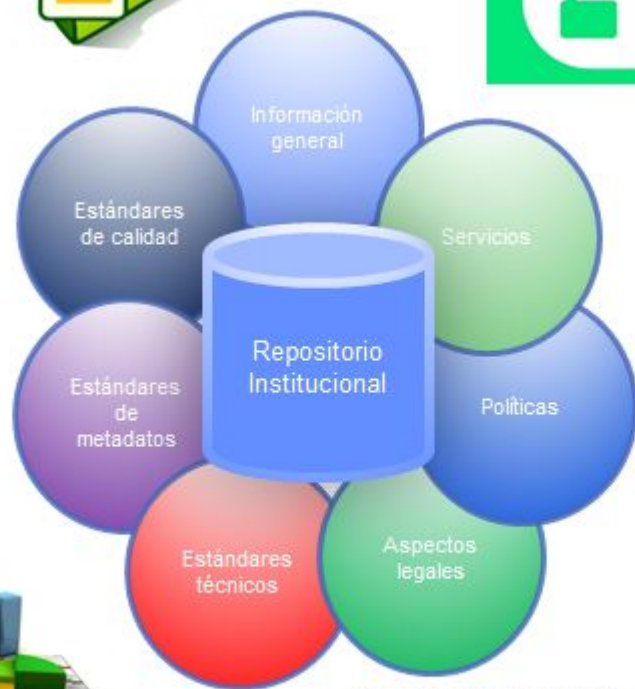 Información
general
Servicios
Políticas
Aspectos
legales
Estándares
técnicos
Estándares
de
metadatos
Estándares
de calidad
Repositorio
Institucional